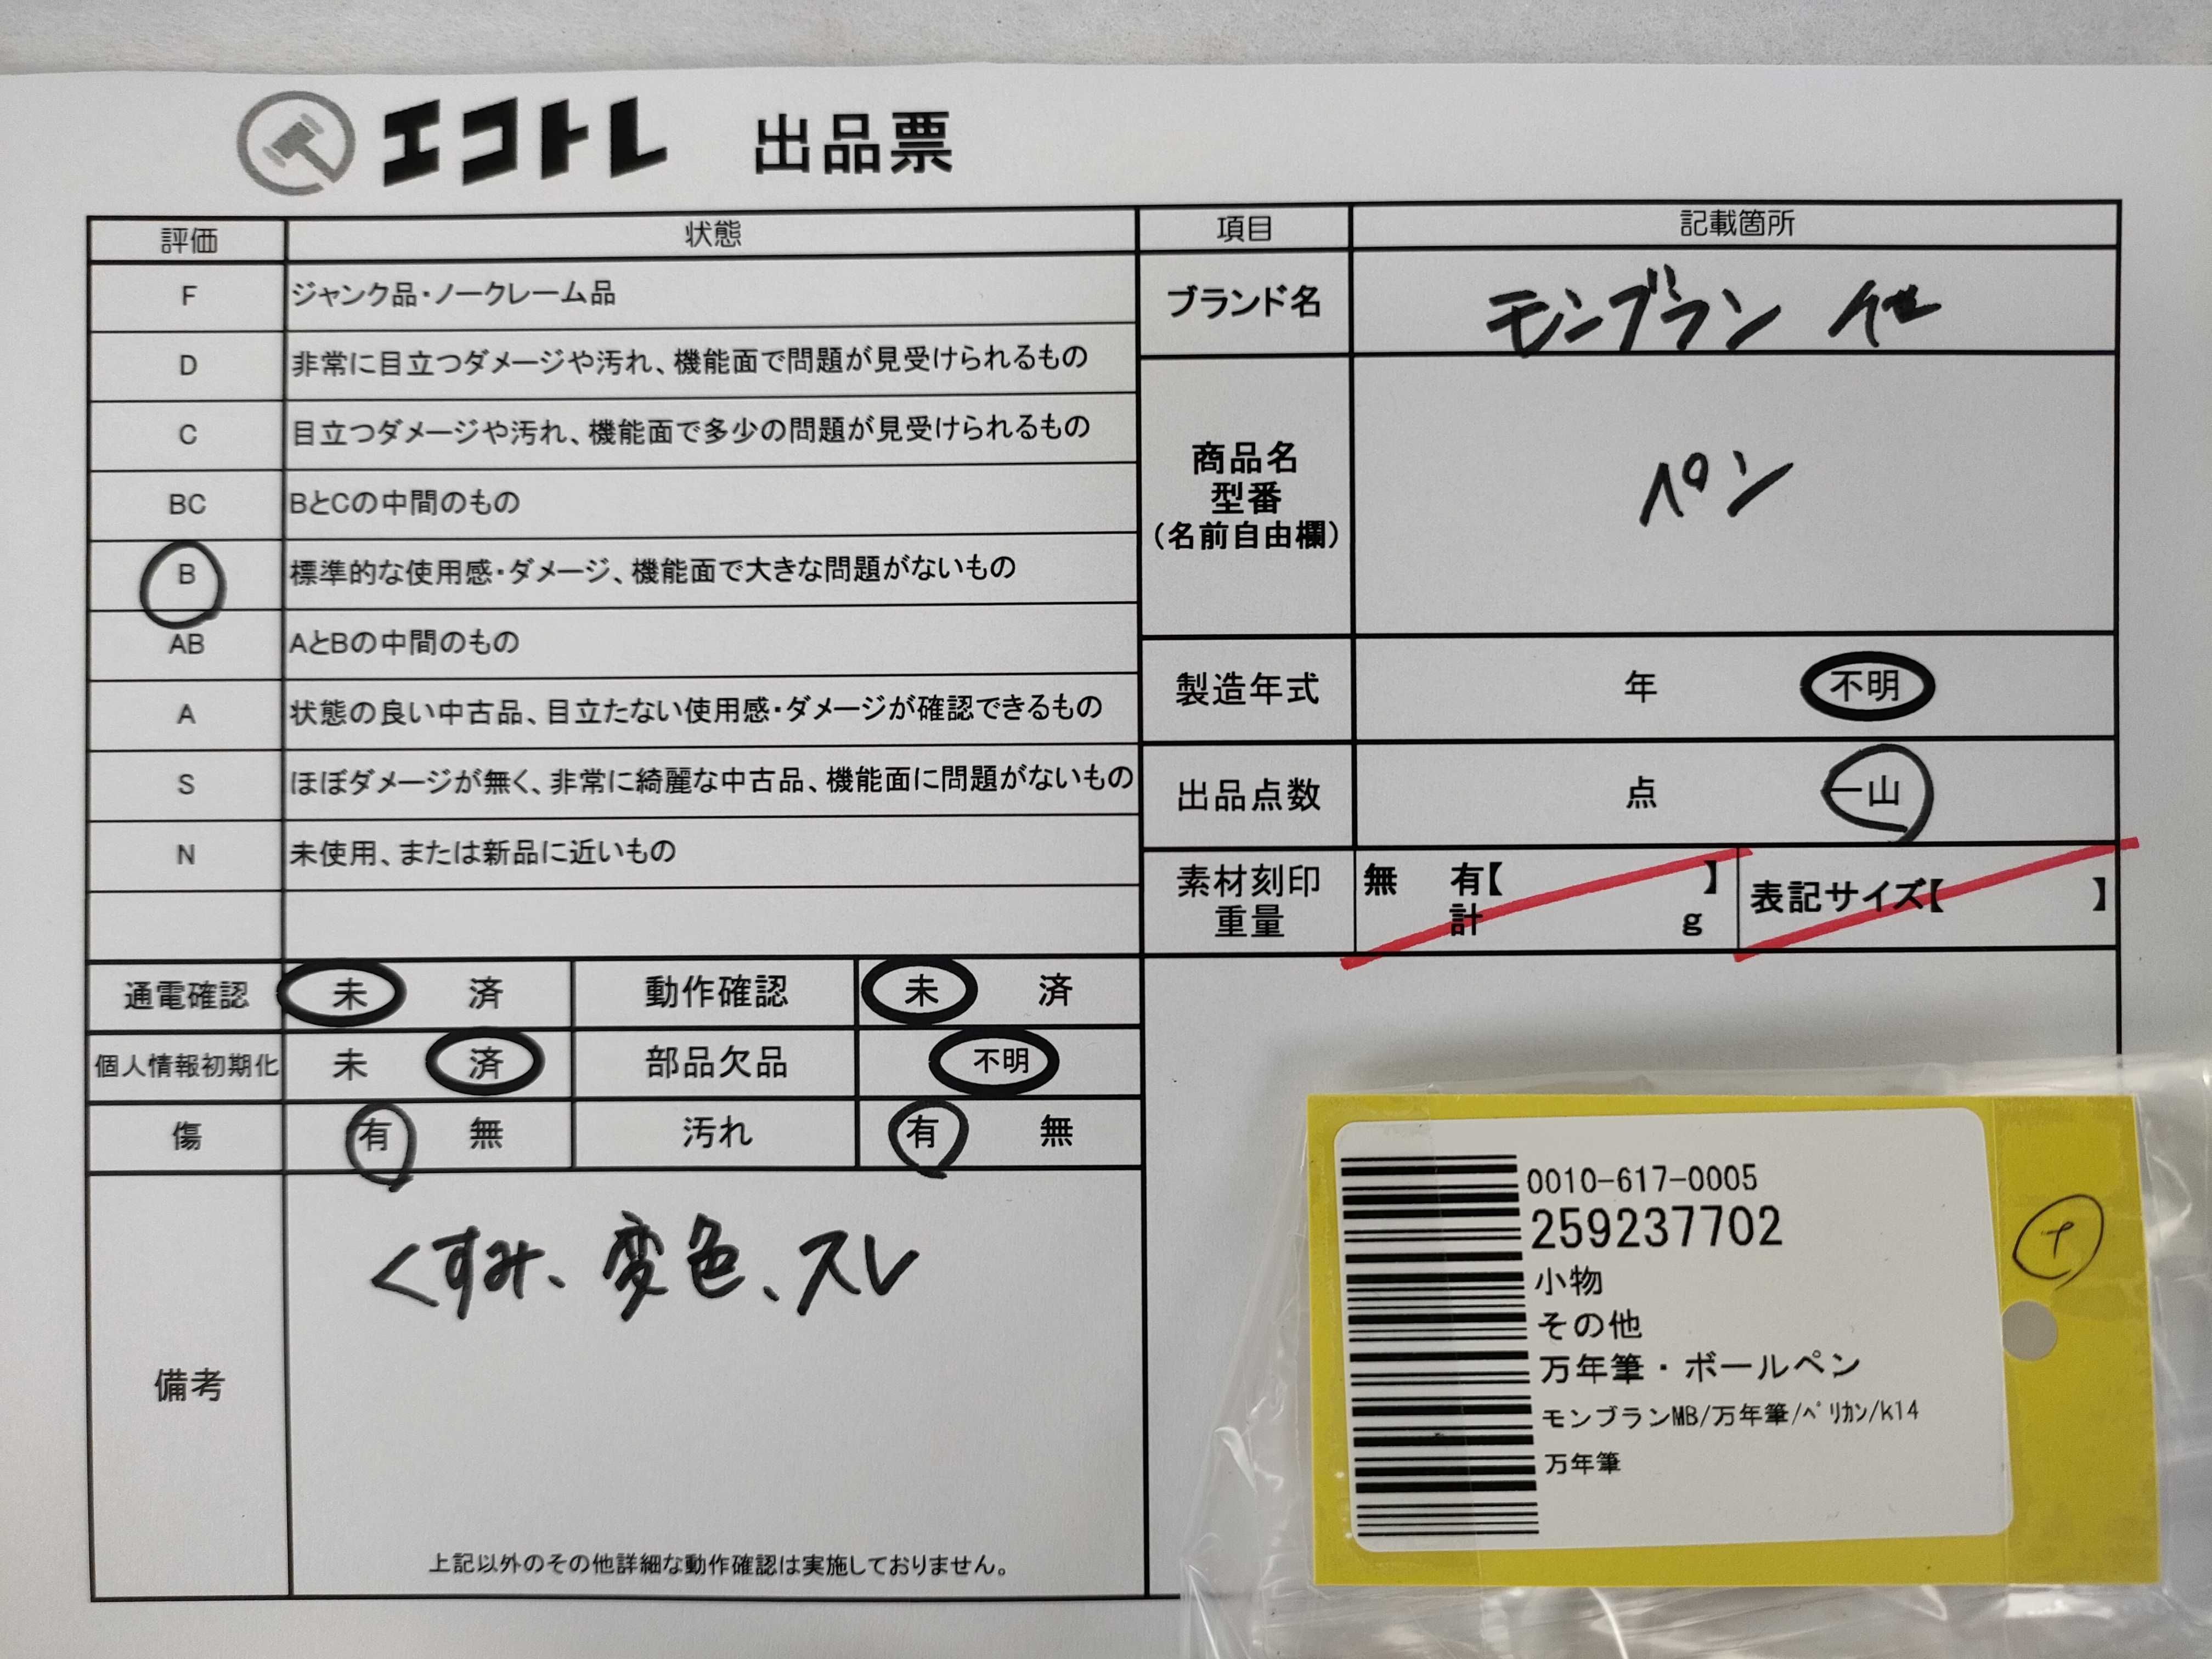 エコトレ 出品票
評価 状態
F ジャンク品・ノークレーム品
D 非常に目立つダメージや汚れ、機能面で問題が見受けられるもの
C 目立つダメージや汚れ、機能面で多少の問題が見受けられるもの
BC BとCの中間のもの
B 標準的な使用感・ダメージ、機能面で大きな問題がないもの
AB AとBの中間のもの
A 状態の良い中古品、目立たない使用感・ダメージが確認できるもの
S ほぼダメージが無く、非常に綺麗な中古品、機能面に問題がないもの
N 未使用、または新品に近いもの
項目 記載箇所
ブランド名 モンブラン 他
商品名
型番
(名前自由欄)
ペン
製造年式 年 不明
出品点数 点 一山
素材刻印
重量
無 有【 】
計 g
表記サイズ【 】
通電確認 未 済 動作確認 未 済
個人情報初期化 未 済 部品欠品 不明
傷 有 無 汚れ 有 無
備考
くすみ、変色、スレ
上記以外のその他詳細な動作確認は実施しておりません。
0010-617-0005
259237702
小物
その他
万年筆・ボールペン
モンブランMB/万年筆/ペリカン/k14
万年筆